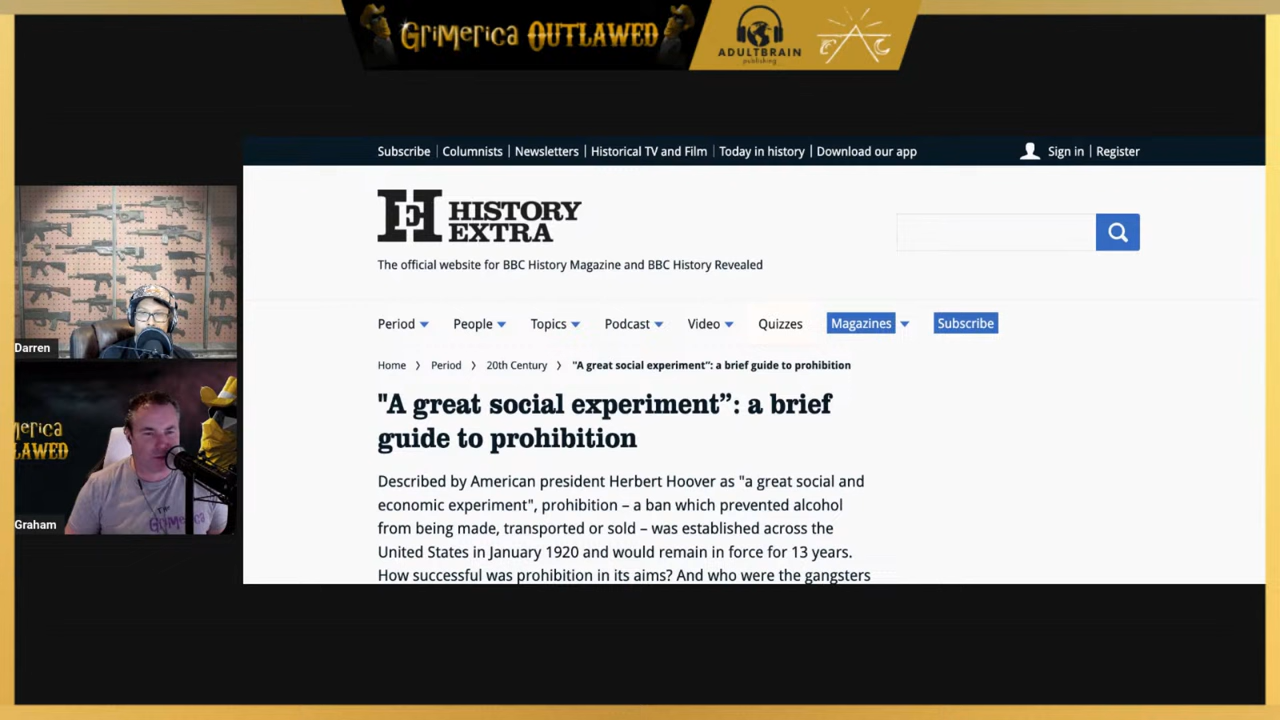 GRIMERICA OUTLAWED
ADULTBRAIN
publishing
E A C
Subscribe | Columnists | Newsletters | Historical TV and Film | Today in history | Download our app
Sign in | Register
HE HISTORY
EXTRA
The official website for BBC History Magazine and BBC History Revealed
Period People Topics Podcast Video Quizzes Magazines Subscribe
Home > Period > 20th Century > "A great social experiment”: a brief guide to prohibition
"A great social experiment”: a brief
guide to prohibition
Described by American president Herbert Hoover as "a great social and
economic experiment", prohibition – a ban which prevented alcohol
from being made, transported or sold – was established across the
United States in January 1920 and would remain in force for 13 years.
How successful was prohibition in its aims? And who were the gangsters
Darren
merica
LAWED
The
GriMerica
Graham